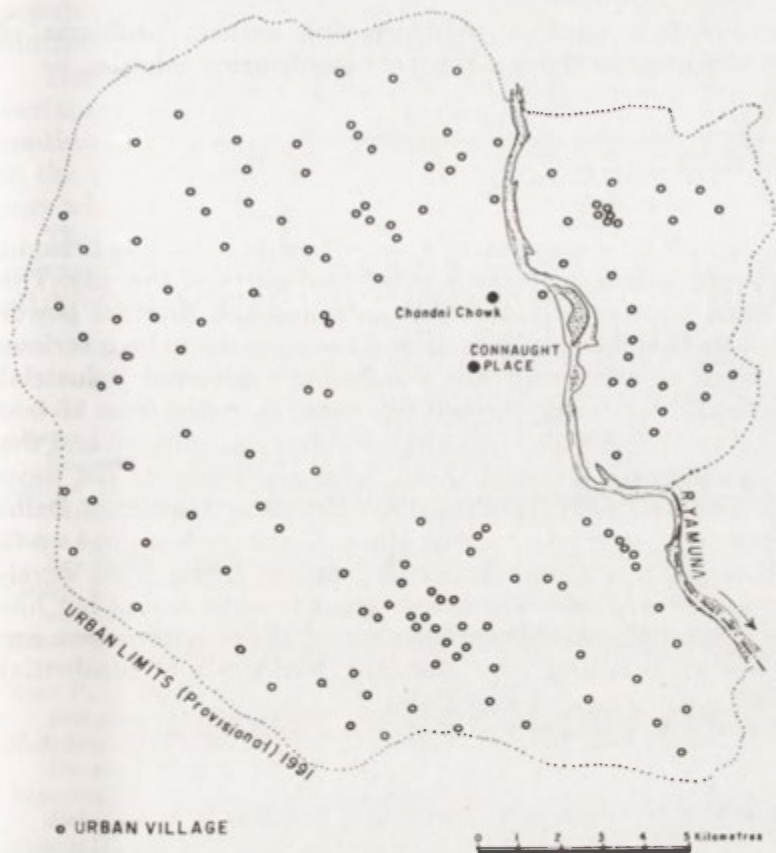 Chandni Chowk
CONNAUGHT
PLACE
R YAMUNA
URBAN LIMITS (Provisional) 1991
URBAN VILLAGE
0 1 2 3 4 5 Kilometres